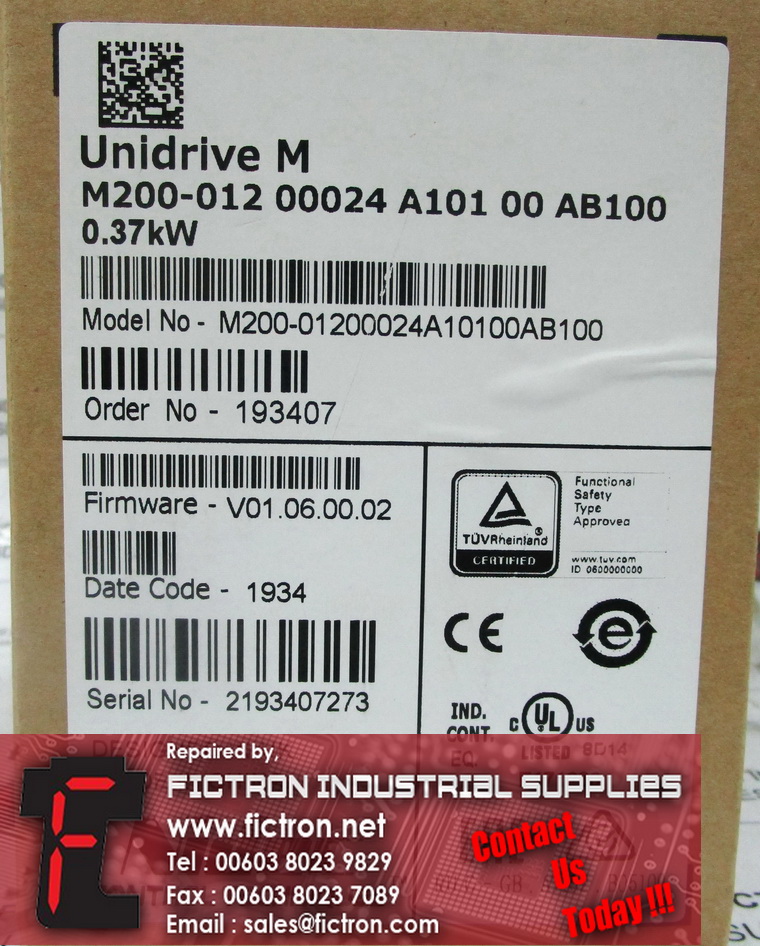 Unidrive M
M200-012 00024 A101 00 AB100
0.37kW
Model No - M200-01200024A10100AB100
Order No - 193407
Firmware - V01.06.00.02
Date Code - 1934
Serial No - 2193407273
TÜVRheinland®
CERTIFIED
Functional
Safety
Type
Approved
www.tuv.com
ID 0600000000
CE
e
IND.
CONT.
EQ.
C UL US
LISTED 8D14
Repaired by,
FICTRON INDUSTRIAL SUPPLIES
www.fictron.net
Tel : 00603 8023 9829
Fax : 00603 8023 7089
Email : sales@fictron.com
Contact
Us
Today !!!